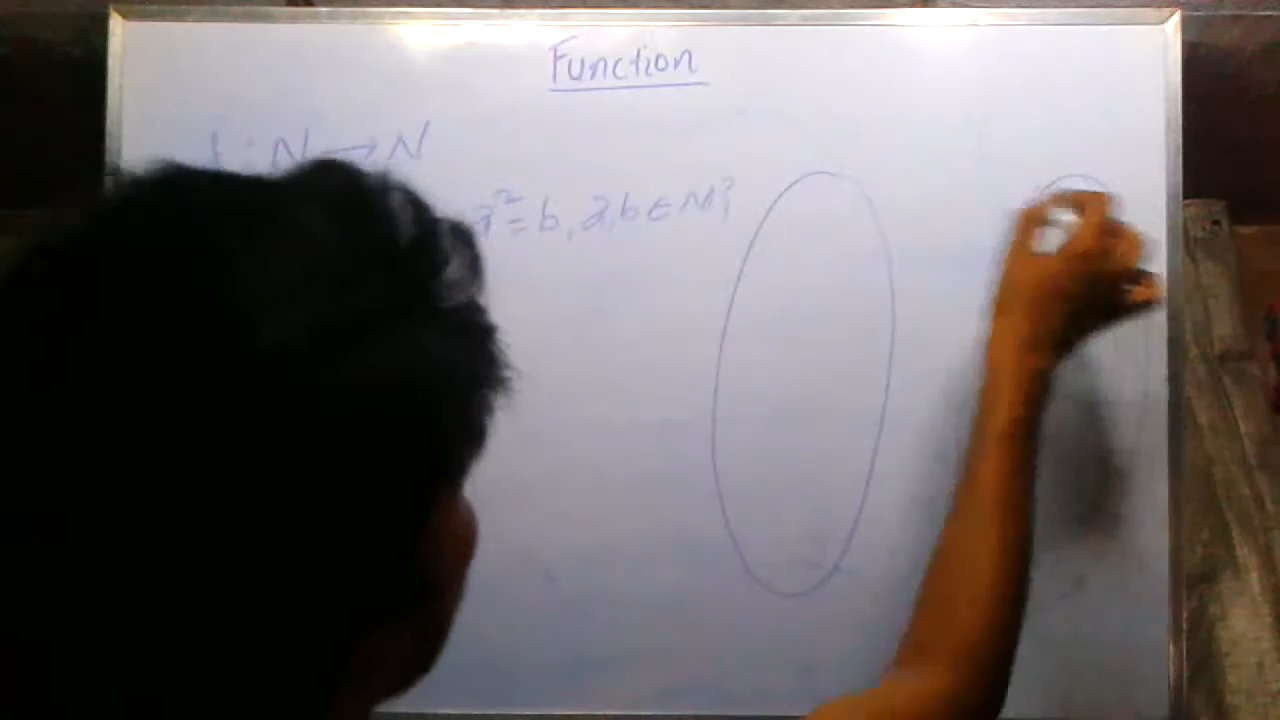 Function
f : N → N
a² = b, a,b ∈ N}